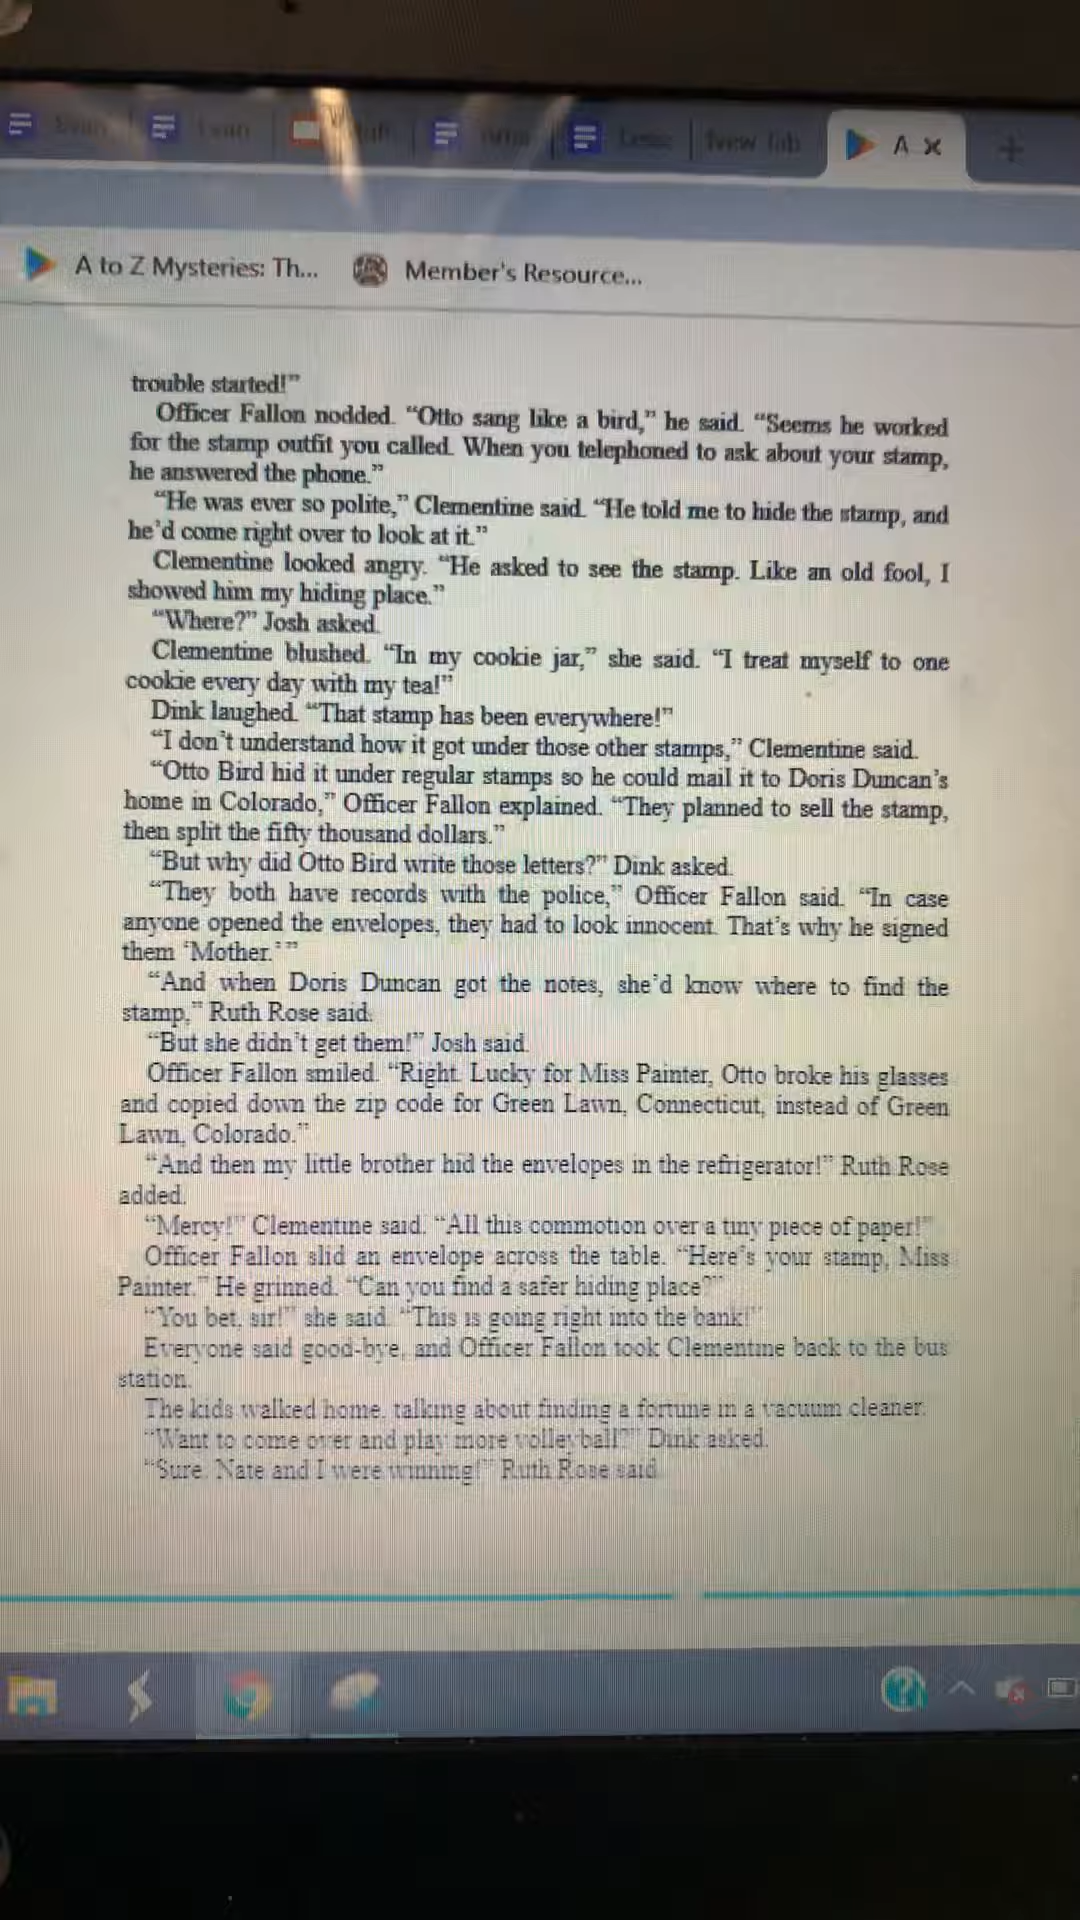 New Tab
A
A to Z Mysteries: Th...
Member's Resource...
trouble started!”
Officer Fallon nodded. “Otto sang like a bird,” he said. “Seems he worked
for the stamp outfit you called. When you telephoned to ask about your stamp,
he answered the phone.”
“He was ever so polite,” Clementine said. “He told me to hide the stamp, and
he’d come right over to look at it.”
Clementine looked angry. “He asked to see the stamp. Like an old fool, I
showed him my hiding place.”
“Where?” Josh asked.
Clementine blushed. “In my cookie jar,” she said. “I treat myself to one
cookie every day with my tea!”
Dink laughed. “That stamp has been everywhere!”
“I don’t understand how it got under those other stamps,” Clementine said.
“Otto Bird hid it under regular stamps so he could mail it to Doris Duncan’s
home in Colorado,” Officer Fallon explained. “They planned to sell the stamp,
then split the fifty thousand dollars.”
“But why did Otto Bird write those letters?” Dink asked.
“They both have records with the police,” Officer Fallon said. “In case
anyone opened the envelopes, they had to look innocent. That’s why he signed
them ‘Mother.’”
“And when Doris Duncan got the notes, she’d know where to find the
stamp,” Ruth Rose said.
“But she didn’t get them!” Josh said.
Officer Fallon smiled. “Right. Lucky for Miss Painter, Otto broke his glasses
and copied down the zip code for Green Lawn, Connecticut, instead of Green
Lawn, Colorado.”
“And then my little brother hid the envelopes in the refrigerator!” Ruth Rose
added.
“Mercy!” Clementine said. “All this commotion over a tiny piece of paper!”
Officer Fallon slid an envelope across the table. “Here’s your stamp, Miss
Painter.” He grinned. “Can you find a safer hiding place?”
“You bet, sir!” she said. “This is going right into the bank!”
Everyone said good-bye, and Officer Fallon took Clementine back to the bus
station.
The kids walked home, talking about finding a fortune in a vacuum cleaner.
“Want to come over and play more volleyball?” Dink asked.
“Sure. Nate and I were winning!” Ruth Rose said.